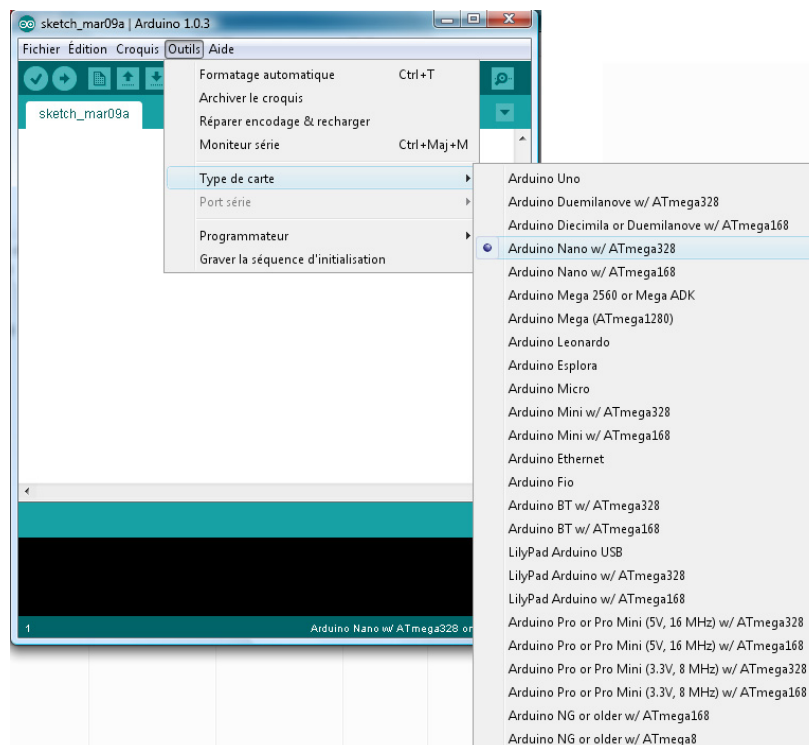 sketch_mar09a | Arduino 1.0.3
Fichier Édition Croquis Outils Aide
sketch_mar09a
Formatage automatique Ctrl+T
Archiver le croquis
Réparer encodage & recharger
Moniteur série Ctrl+Maj+M
Type de carte
Port série
Programmateur
Graver la séquence d'initialisation
Arduino Uno
Arduino Duemilanove w/ ATmega328
Arduino Diecimila or Duemilanove w/ ATmega168
Arduino Nano w/ ATmega328
Arduino Nano w/ ATmega168
Arduino Mega 2560 or Mega ADK
Arduino Mega (ATmega1280)
Arduino Leonardo
Arduino Esplora
Arduino Micro
Arduino Mini w/ ATmega328
Arduino Mini w/ ATmega168
Arduino Ethernet
Arduino Fio
Arduino BT w/ ATmega328
Arduino BT w/ ATmega168
LilyPad Arduino USB
LilyPad Arduino w/ ATmega328
LilyPad Arduino w/ ATmega168
Arduino Pro or Pro Mini (5V, 16 MHz) w/ ATmega328
Arduino Pro or Pro Mini (5V, 16 MHz) w/ ATmega168
Arduino Pro or Pro Mini (3.3V, 8 MHz) w/ ATmega328
Arduino Pro or Pro Mini (3.3V, 8 MHz) w/ ATmega168
Arduino NG or older w/ ATmega168
Arduino NG or older w/ ATmega8
1 Arduino Nano w/ ATmega328 or